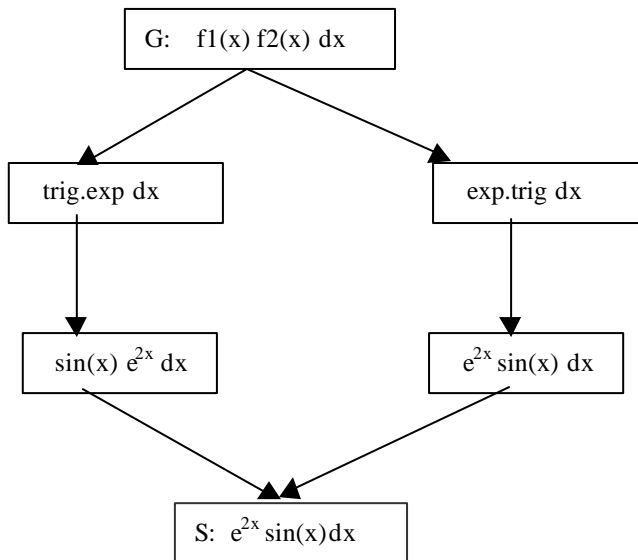 G: f1(x) f2(x) dx
trig.exp dx
exp.trig dx
sin(x) e^{2x} dx
e^{2x} sin(x) dx
S: e^{2x} sin(x)dx